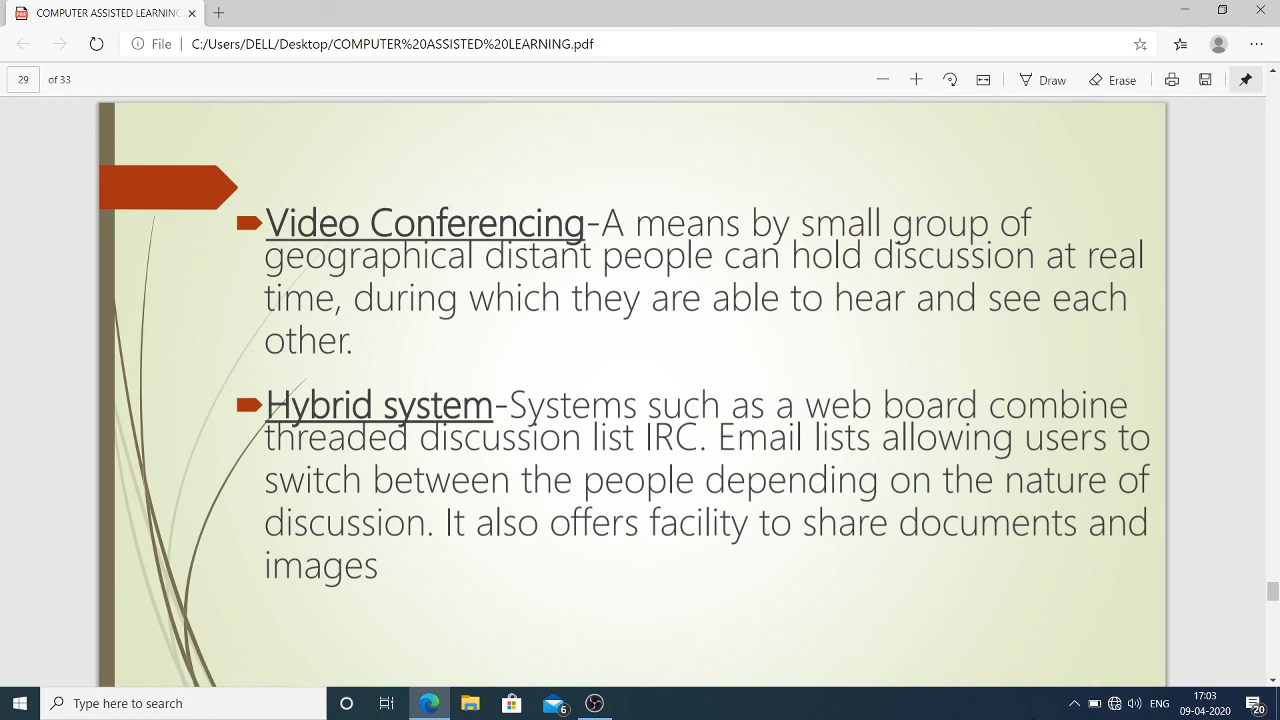 COMPUTER ASSISTED LEARNING
File | C:/Users/DELL/Desktop/COMPUTER%20ASSISTED%20LEARNING.pdf
29 of 33
Draw
Erase
Video Conferencing-A means by small group of
geographical distant people can hold discussion at real
time, during which they are able to hear and see each
other.
Hybrid system-Systems such as a web board combine
threaded discussion list IRC. Email lists allowing users to
switch between the people depending on the nature of
discussion. It also offers facility to share documents and
images
Type here to search
6
ENG
17:03
09-04-2020
20